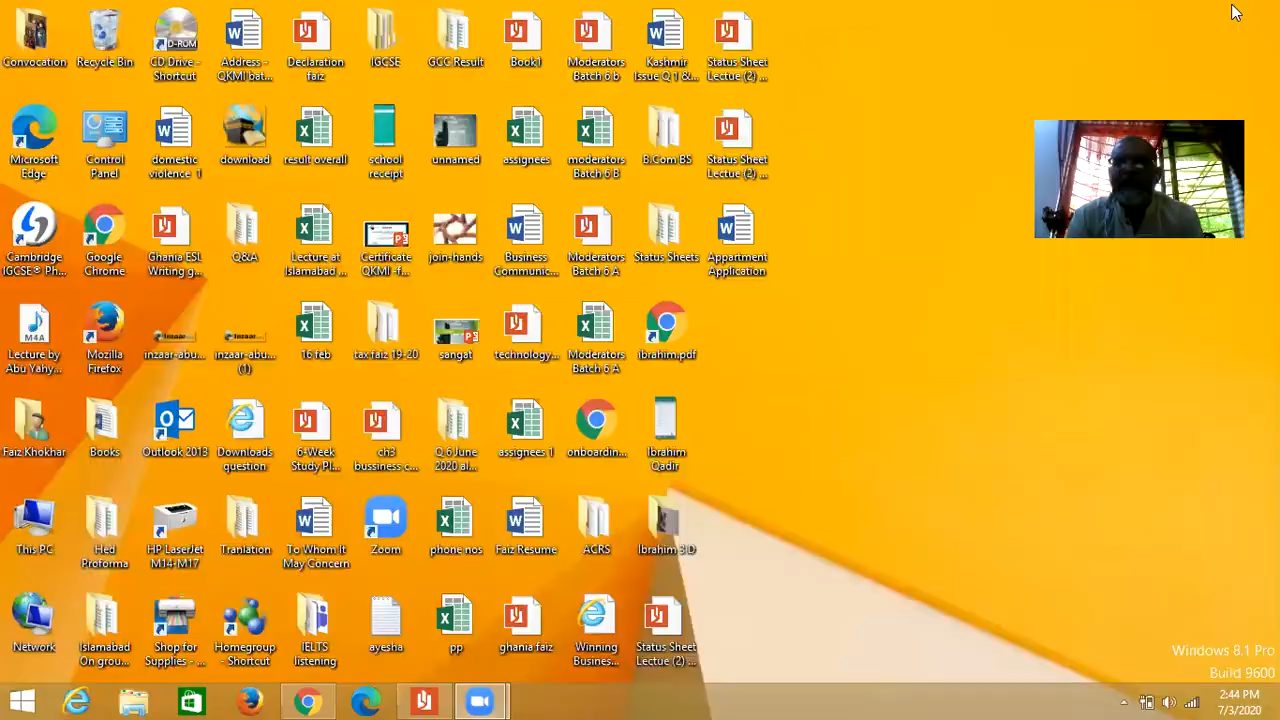 Convocation
Recycle Bin
CD Drive -
Shortcut
D-ROM
Address -
QKMI bat...
Declaration
faiz
IGCSE
GCC Result
Book1
Moderators
Batch 6 b
Kashmir
Issue Q 1 &...
Status Sheet
Lectue (2) ...
Microsoft
Edge
Control
Panel
domestic
violence 1
download
result overall
school
receipt
unnamed
assignees
moderators
Batch 6 B
B.Com BS
Status Sheet
Lectue (2) ...
Cambridge
IGCSE® Ph...
Google
Chrome
Ghania ESL
Writing g...
Q&A
Lecture at
Islamabad ...
Certificate
QKMI -f...
join-hands
Business
Communic...
Moderators
Batch 6 A
Status Sheets
Appartment
Application
M4A
Lecture by
Abu Yahy...
Mozilla
Firefox
inzaar-abu...
inzaar-abu...
(1)
16 feb
tax faiz 19-20
sangat
technology...
Moderators
Batch 6 A
ibrahim.pdf
Faiz Khokhar
Books
Outlook 2013
Downloads
question
6-Week
Study Pl...
ch3
bussiness c...
Q.6 June
2020 al...
assignees 1
onboardin...
Ibrahim
Qadir
This PC
Hed
Proforma
HP LaserJet
M14-M17
Tranlation
To Whom It
May Concern
Zoom
phone nos
Faiz Resume
ACRS
Ibrahim 3 D
Network
Islamabad
On grou...
Shop for
Supplies - ...
Homegroup
- Shortcut
IELTS
listening
ayesha
pp
ghania faiz
Winning
Busines...
Status Sheet
Lectue (2) ...
Windows 8.1 Pro
Build 9600
2:44 PM
7/3/2020